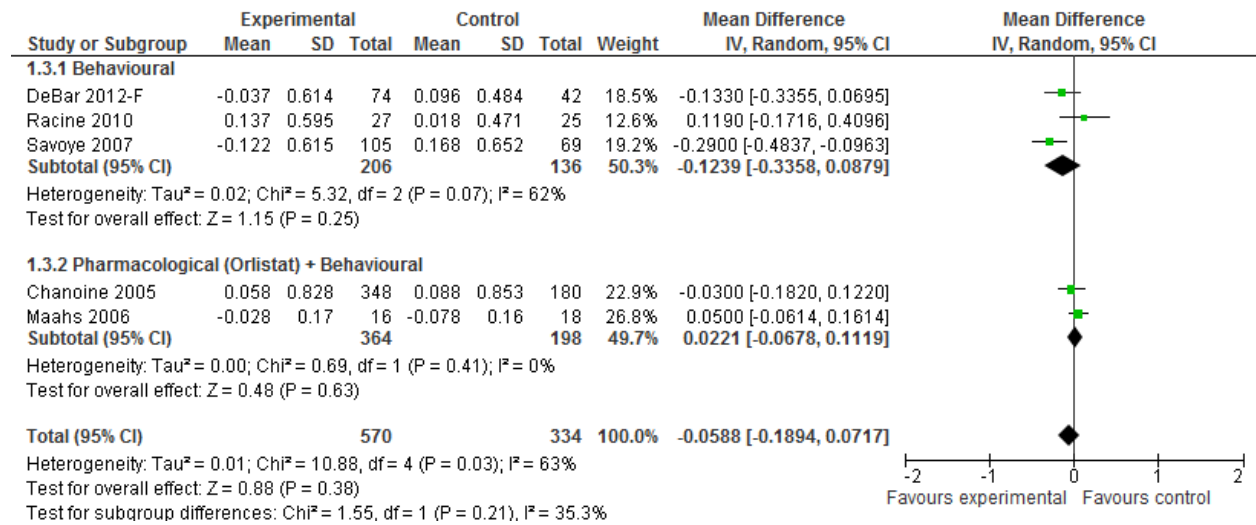 Experimental Control Mean Difference Mean Difference
Study or Subgroup Mean SD Total Mean SD Total Weight IV, Random, 95% CI IV, Random, 95% CI
1.3.1 Behavioural
DeBar 2012-F -0.037 0.614 74 0.096 0.484 42 18.5% -0.1330 [-0.3355, 0.0695]
Racine 2010 0.137 0.595 27 0.018 0.471 25 12.6% 0.1190 [-0.1716, 0.4096]
Savoye 2007 -0.122 0.615 105 0.168 0.652 69 19.2% -0.2900 [-0.4837, -0.0963]
Subtotal (95% CI) 206 136 50.3% -0.1239 [-0.3358, 0.0879]
Heterogeneity: Tau² = 0.02; Chi² = 5.32, df = 2 (P = 0.07); I² = 62%
Test for overall effect: Z = 1.15 (P = 0.25)
1.3.2 Pharmacological (Orlistat) + Behavioural
Chanoine 2005 0.058 0.828 348 0.088 0.853 180 22.9% -0.0300 [-0.1820, 0.1220]
Maahs 2006 -0.028 0.17 16 -0.078 0.16 18 26.8% 0.0500 [-0.0614, 0.1614]
Subtotal (95% CI) 364 198 49.7% 0.0221 [-0.0678, 0.1119]
Heterogeneity: Tau² = 0.00; Chi² = 0.69, df = 1 (P = 0.41); I² = 0%
Test for overall effect: Z = 0.48 (P = 0.63)
Total (95% CI) 570 334 100.0% -0.0588 [-0.1894, 0.0717]
Heterogeneity: Tau² = 0.01; Chi² = 10.88, df = 4 (P = 0.03); I² = 63%
Test for overall effect: Z = 0.88 (P = 0.38)
Test for subgroup differences: Chi² = 1.55, df = 1 (P = 0.21), I² = 35.3%
-2 -1 0 1 2
Favours experimental Favours control